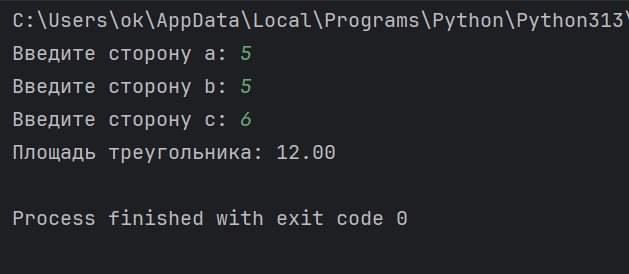 C:\Users\ok\AppData\Local\Programs\Python\Python313\
Введите сторону a: 5
Введите сторону b: 5
Введите сторону c: 6
Площадь треугольника: 12.00
Process finished with exit code 0